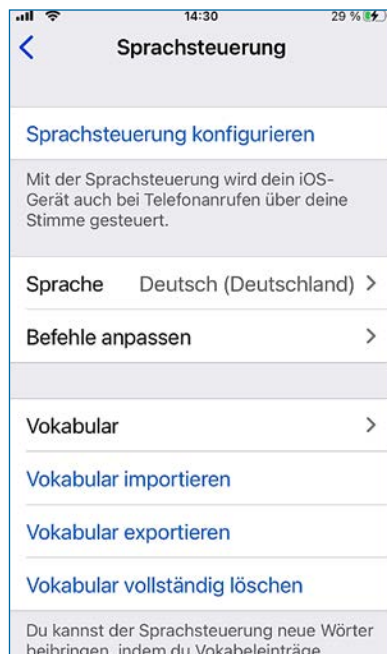 14:30
29 %
Sprachsteuerung
Sprachsteuerung konfigurieren
Mit der Sprachsteuerung wird dein iOS-
Gerät auch bei Telefonanrufen über deine
Stimme gesteuert.
Sprache Deutsch (Deutschland)
Befehle anpassen
Vokabular
Vokabular importieren
Vokabular exportieren
Vokabular vollständig löschen
Du kannst der Sprachsteuerung neue Wörter
beibringen, indem du Vokabeleinträge